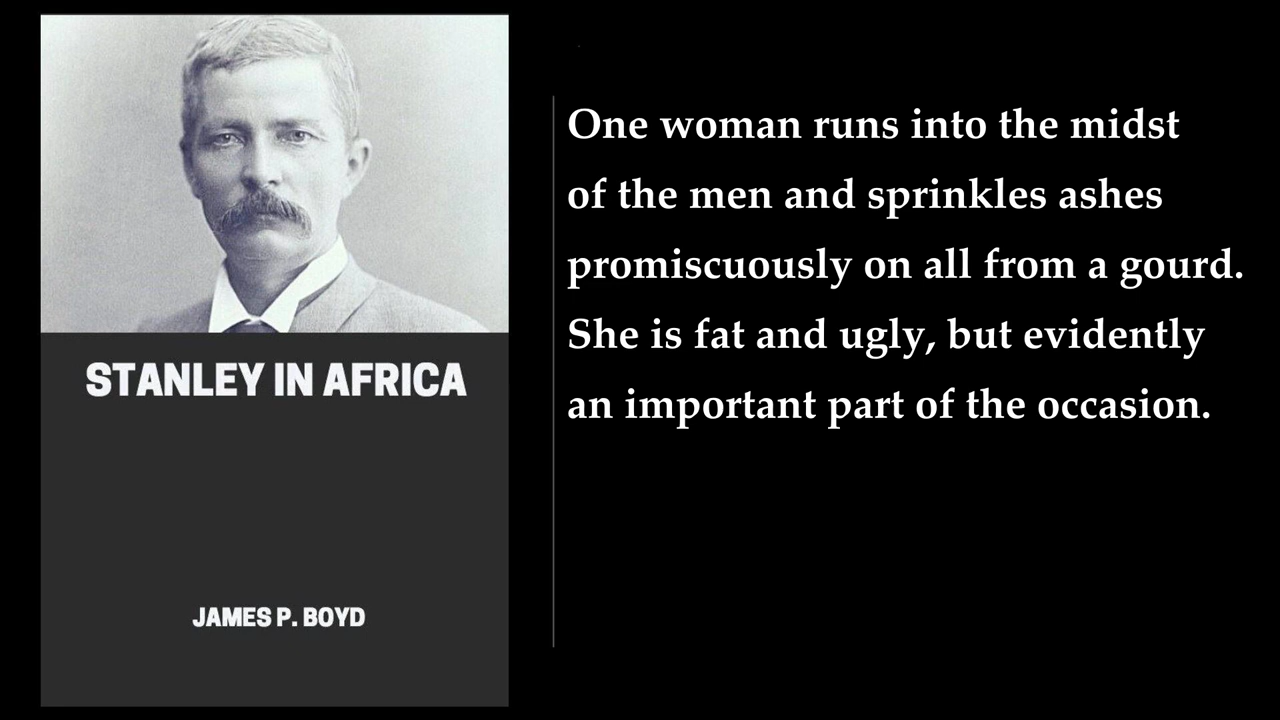 STANLEY IN AFRICA
JAMES P. BOYD
One woman runs into the midst
of the men and sprinkles ashes
promiscuously on all from a gourd.
She is fat and ugly, but evidently
an important part of the occasion.